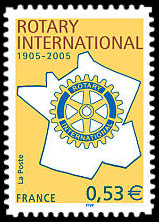 ROTARY
INTERNATIONAL
1905-2005
ROTARY
INTERNATIONAL
La Poste
FRANCE
0,53 €